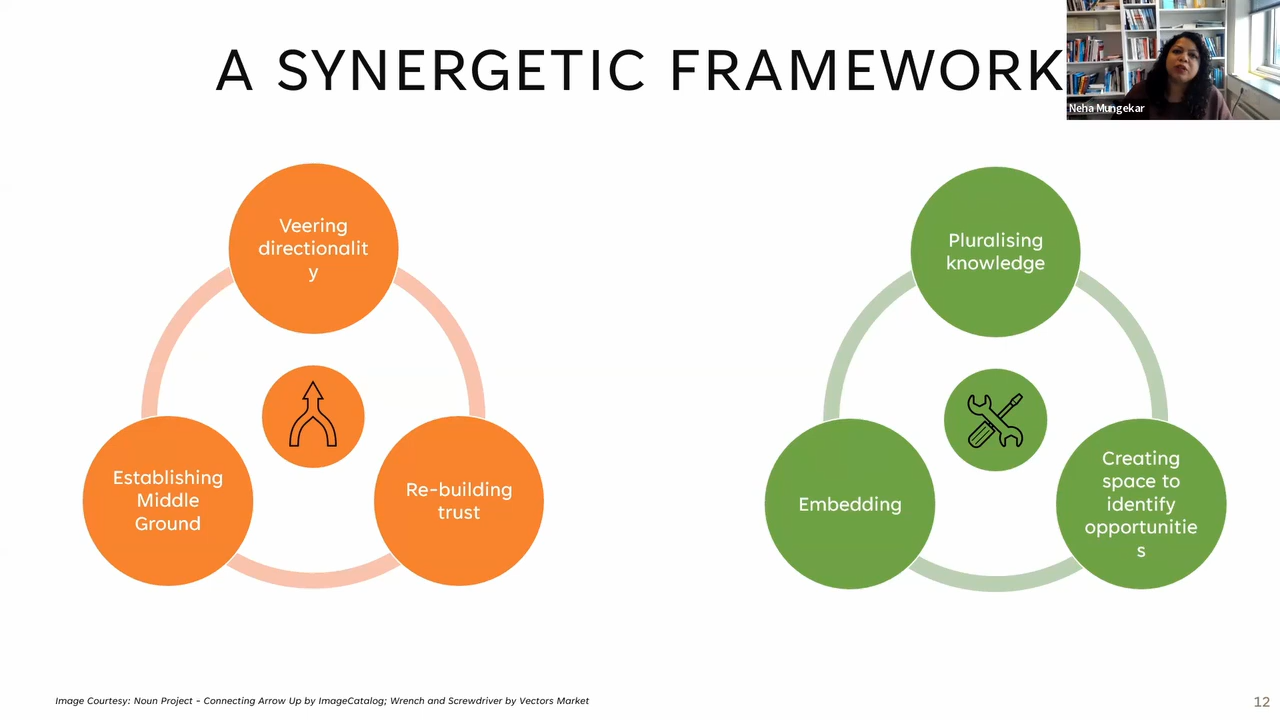 A SYNERGETIC FRAMEWORK
Neha Mungekar
Veering
directionalit
y
Establishing
Middle
Ground
Re-building
trust
Pluralising
knowledge
Embedding
Creating
space to
identify
opportunitie
s
Image Courtesy: Noun Project - Connecting Arrow Up by ImageCatalog; Wrench and Screwdriver by Vectors Market
12